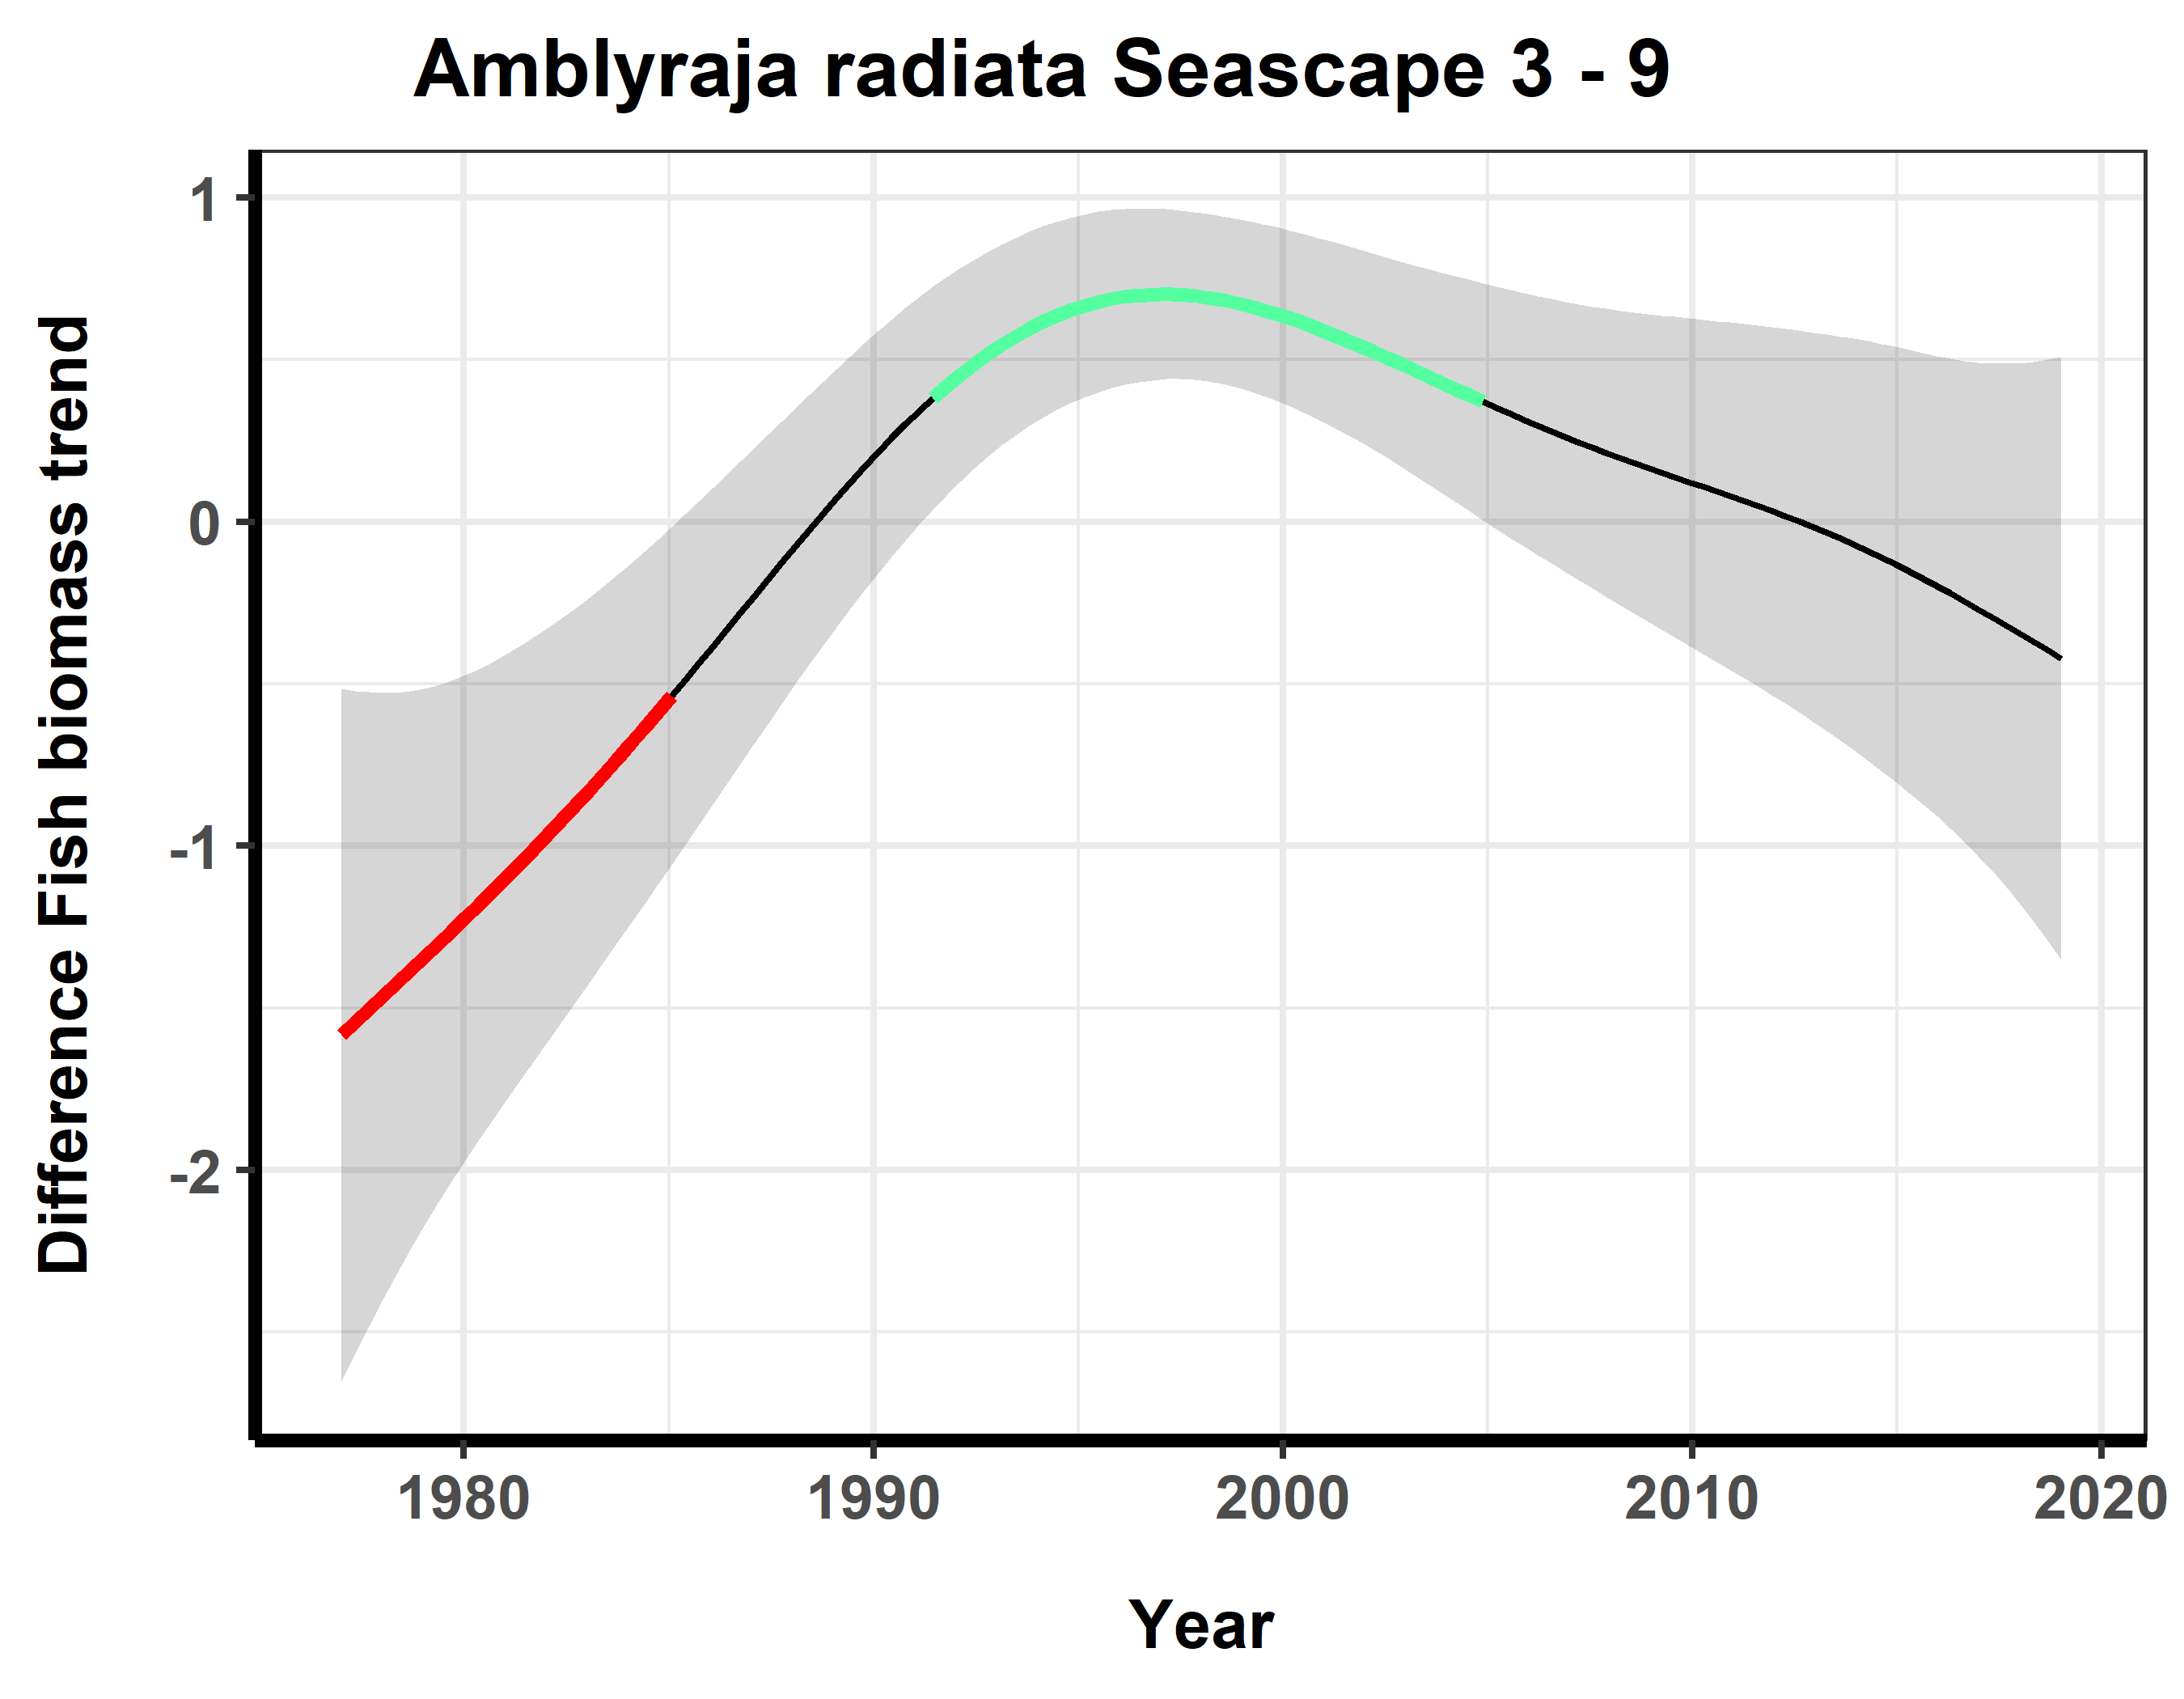 Amblyraja radiata Seascape 3 - 9
Difference Fish biomass trend
1
0
-1
-2
1980 1990 2000 2010 2020
Year